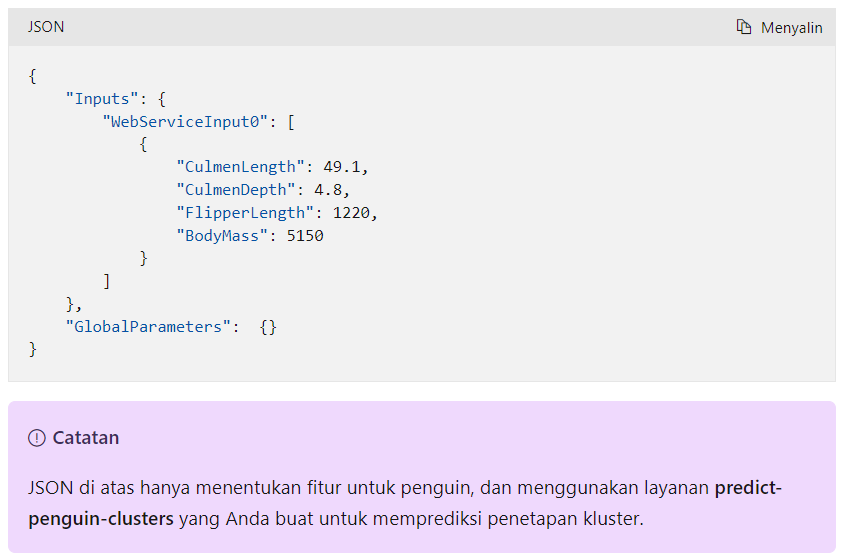 JSON
Menyalin
{
    "Inputs": {
        "WebServiceInput0": [
            {
                "CulmenLength": 49.1,
                "CulmenDepth": 4.8,
                "FlipperLength": 1220,
                "BodyMass": 5150
            }
        ]
    },
    "GlobalParameters":  {}
}
Catatan
JSON di atas hanya menentukan fitur untuk penguin, dan menggunakan layanan predict-
penguin-clusters yang Anda buat untuk memprediksi penetapan kluster.